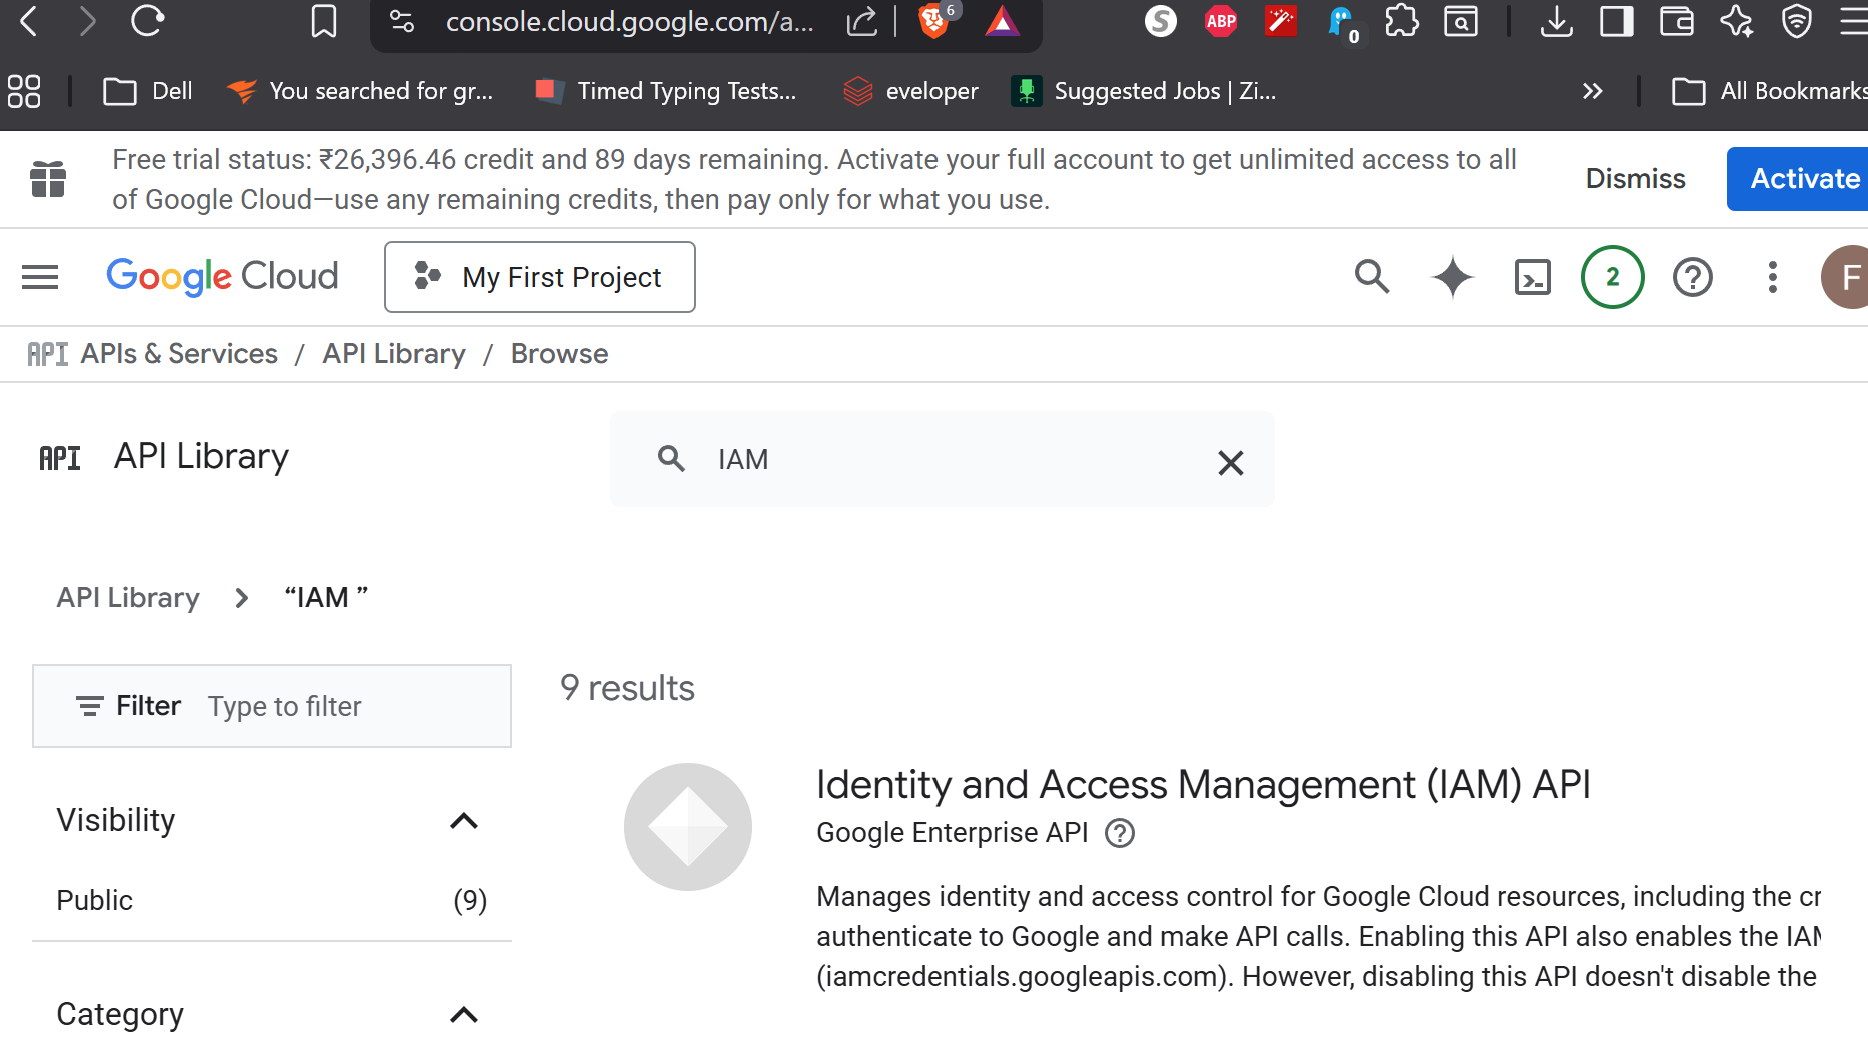 console.cloud.google.com/a...
6
S
ABP
0
Dell
You searched for gr...
Timed Typing Tests...
eveloper
Suggested Jobs | Zi...
All Bookmarks
Free trial status: ₹26,396.46 credit and 89 days remaining. Activate your full account to get unlimited access to all
of Google Cloud—use any remaining credits, then pay only for what you use.
Dismiss
Activate
Google Cloud
My First Project
2
F
API APIs & Services / API Library / Browse
API API Library
IAM
API Library > “IAM ”
Filter Type to filter
9 results
Visibility
Public (9)
Category
Identity and Access Management (IAM) API
Google Enterprise API
Manages identity and access control for Google Cloud resources, including the cr
authenticate to Google and make API calls. Enabling this API also enables the IAM
(iamcredentials.googleapis.com). However, disabling this API doesn't disable the